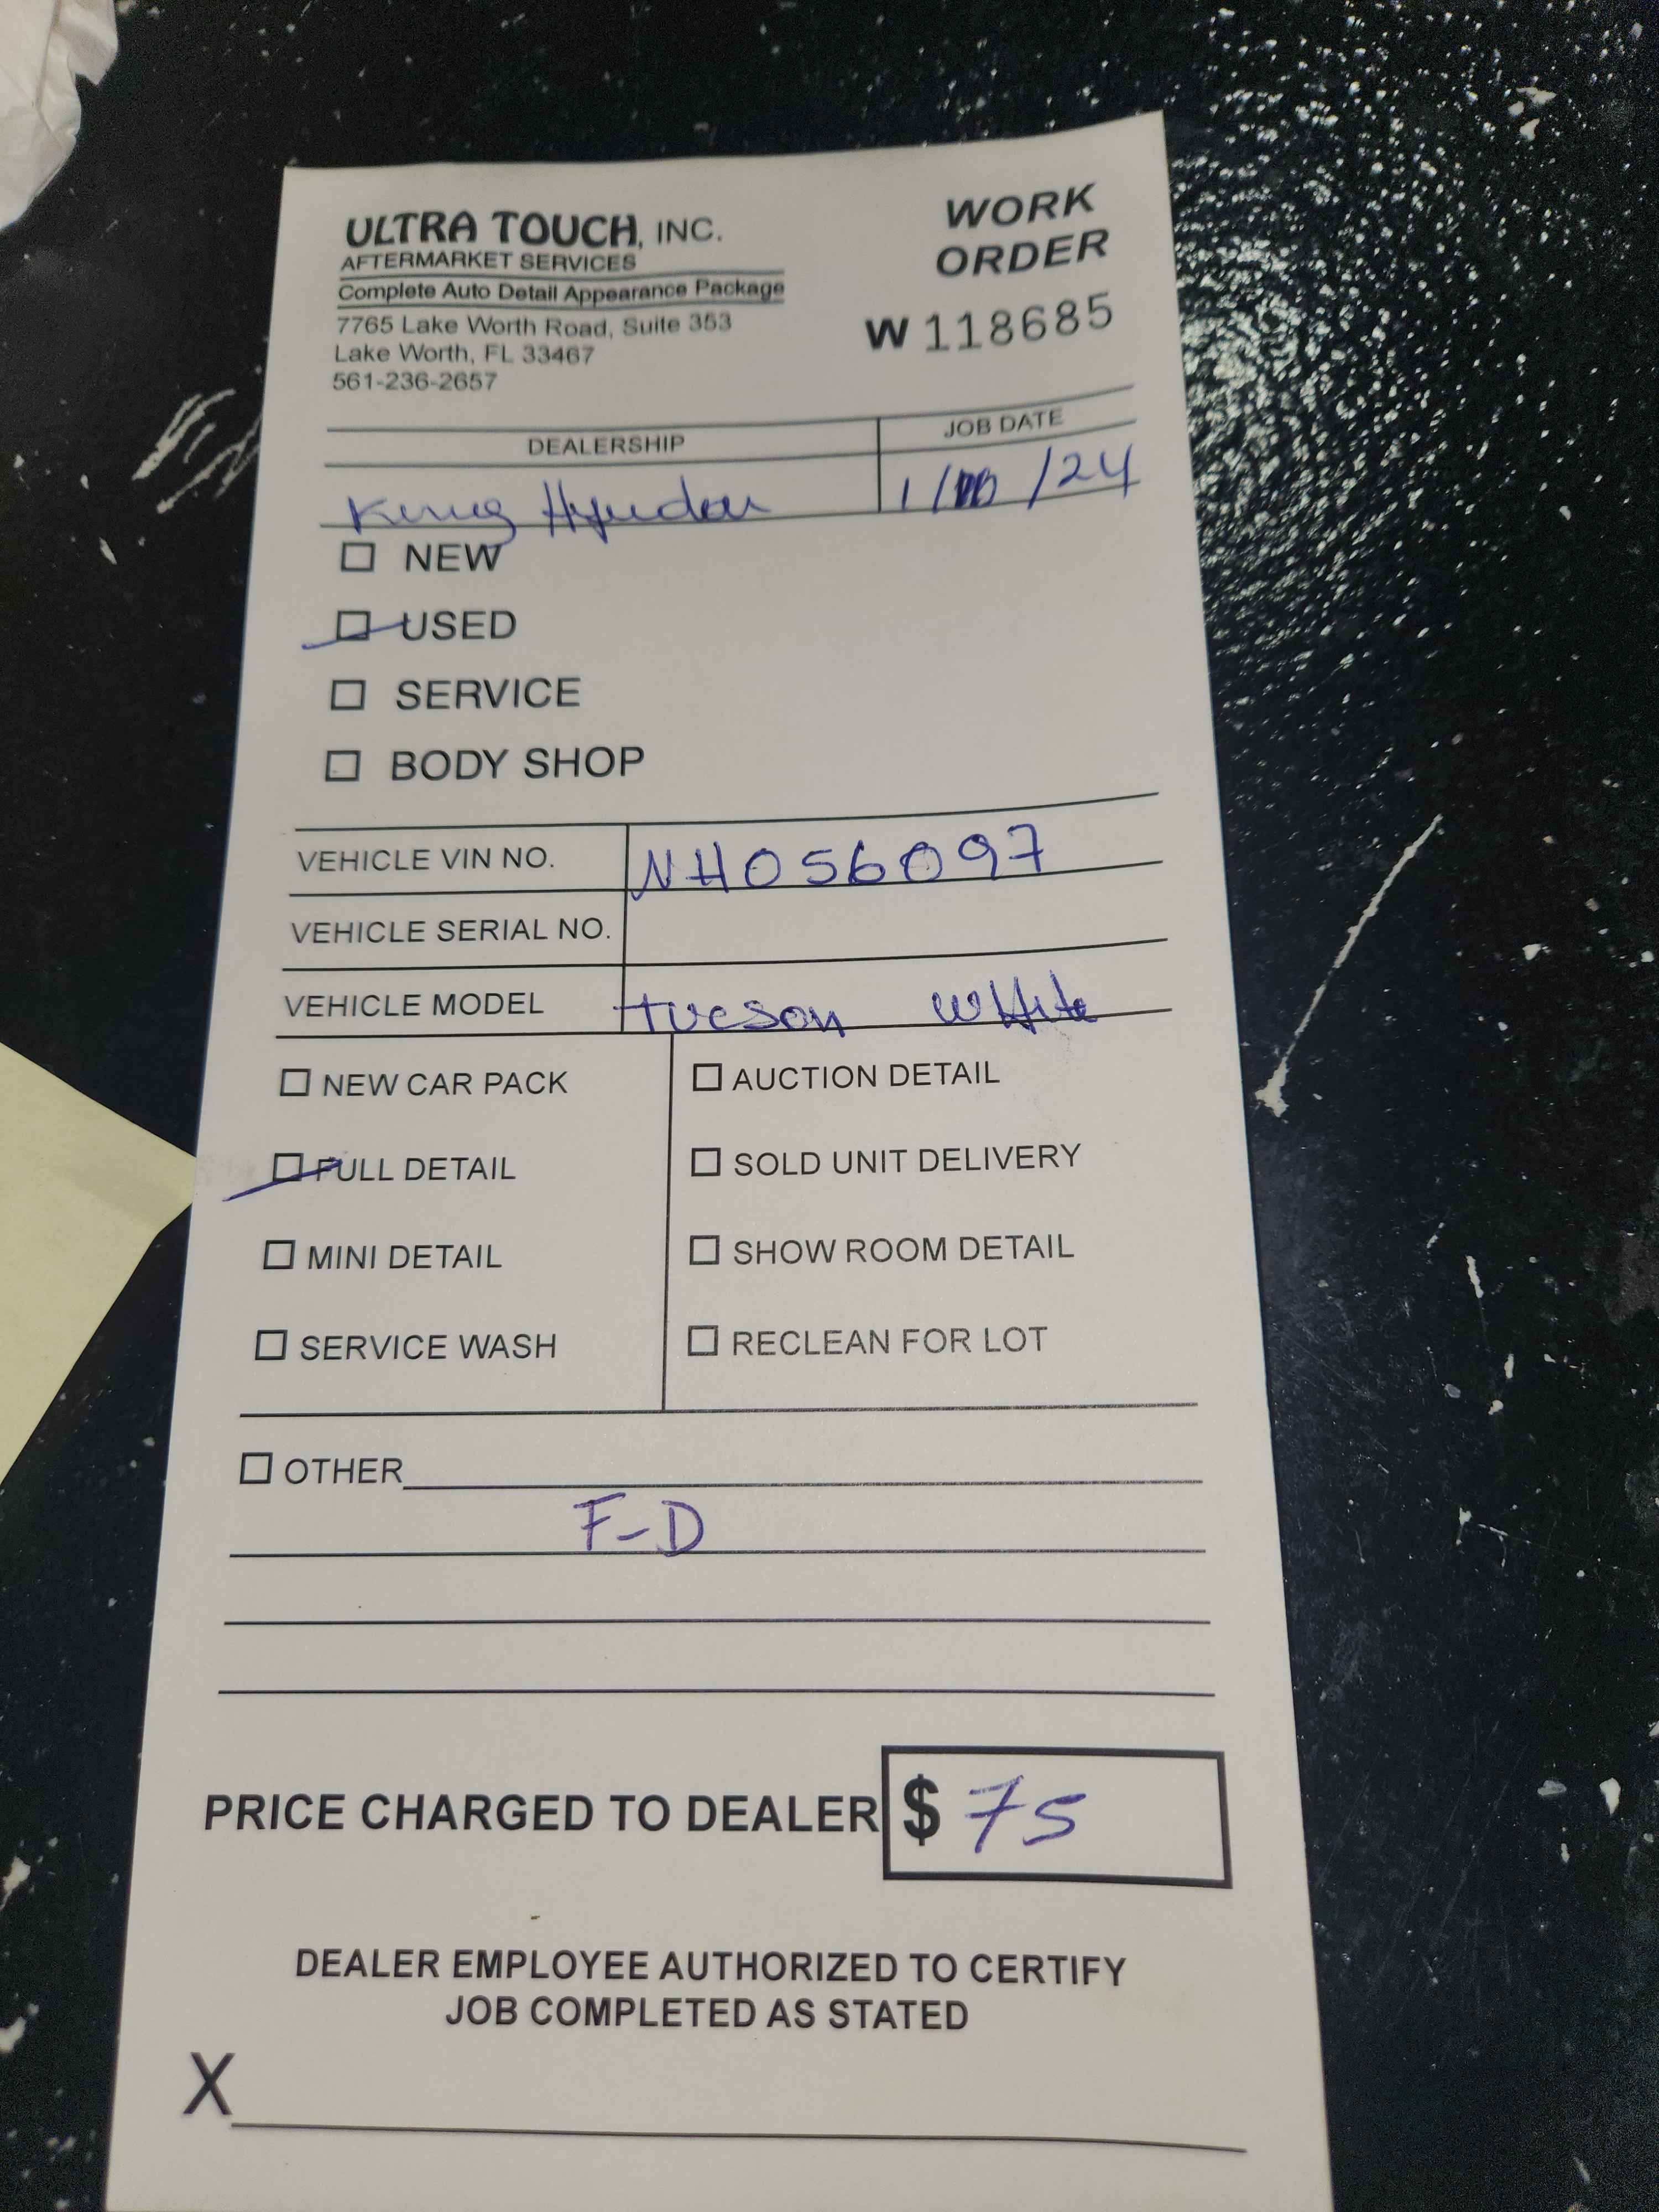 ULTRA TOUCH, INC.
AFTERMARKET SERVICES
Complete Auto Detail Appearance Package
7765 Lake Worth Road, Suite 353
Lake Worth, FL 33467
561-236-2657
WORK
ORDER
W 118685
DEALERSHIP
JOB DATE
King Hyundai
1/ /24
NEW
USED
SERVICE
BODY SHOP
VEHICLE VIN NO. NH056097
VEHICLE SERIAL NO.
VEHICLE MODEL tucson white
NEW CAR PACK
AUCTION DETAIL
FULL DETAIL
SOLD UNIT DELIVERY
MINI DETAIL
SHOW ROOM DETAIL
SERVICE WASH
RECLEAN FOR LOT
OTHER
F-D
PRICE CHARGED TO DEALER $ 75
DEALER EMPLOYEE AUTHORIZED TO CERTIFY
JOB COMPLETED AS STATED
X